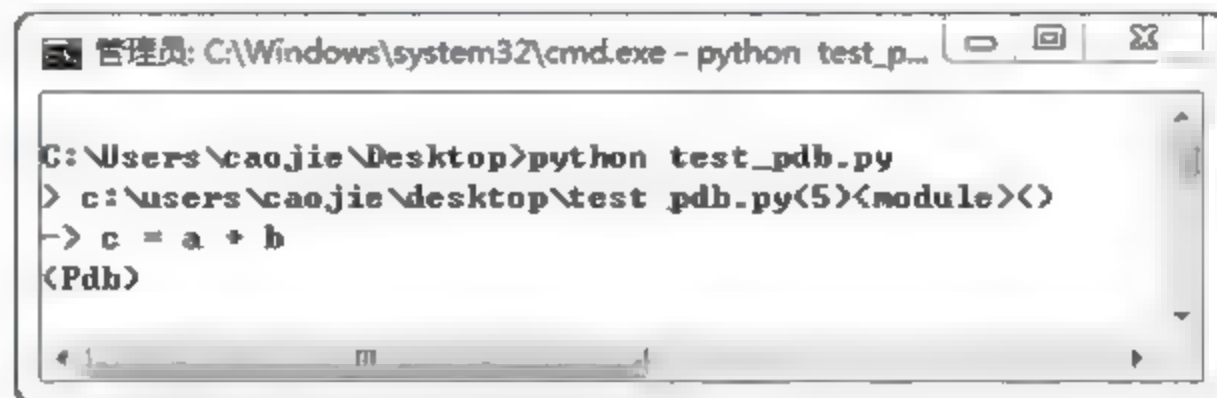 管理员: C:\Windows\system32\cmd.exe - python test_p...
C:\Users\caojie\Desktop>python test_pdb.py
> c:\users\caojie\desktop\test_pdb.py(5)<module>()
-> c = a + b
(Pdb)